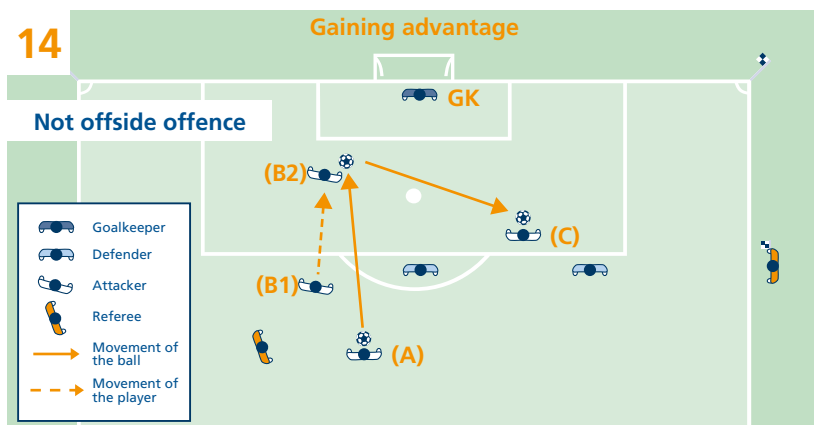 14
Gaining advantage
GK
Not offside offence
(B2)
(C)
(B1)
(A)
Goalkeeper
Defender
Attacker
Referee
Movement of
the ball
Movement of
the player